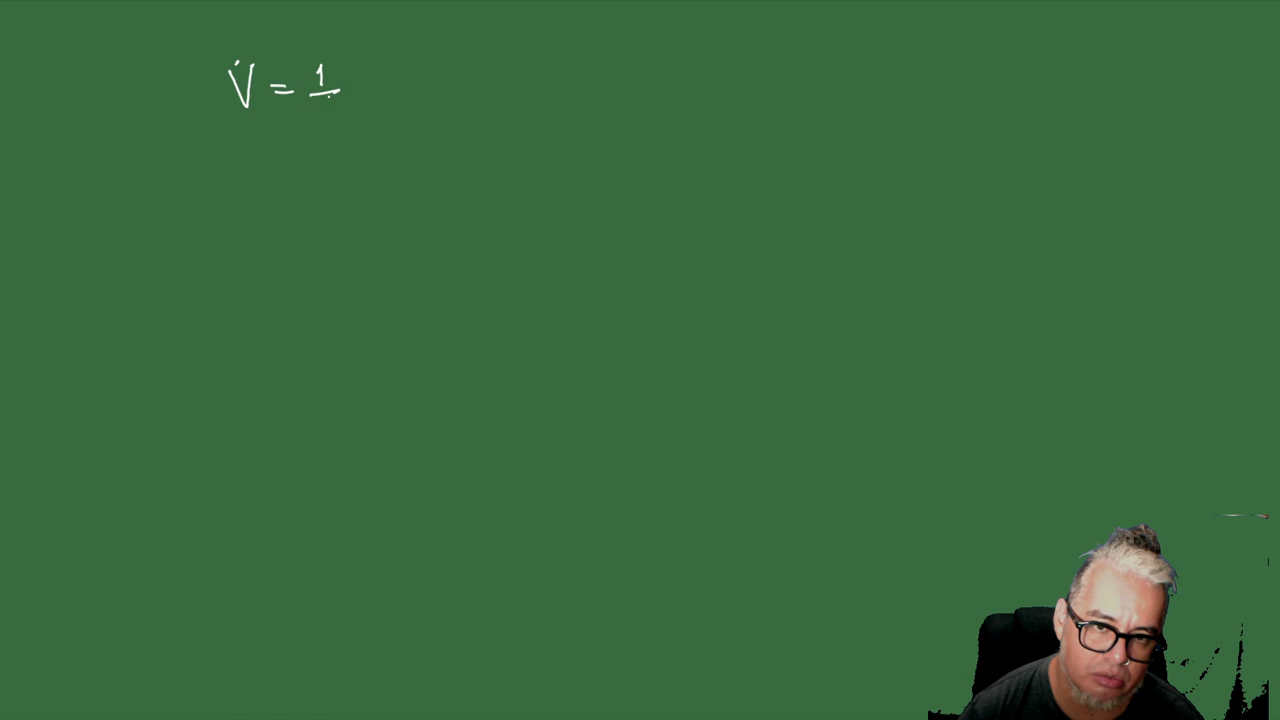 V̇ = 1/